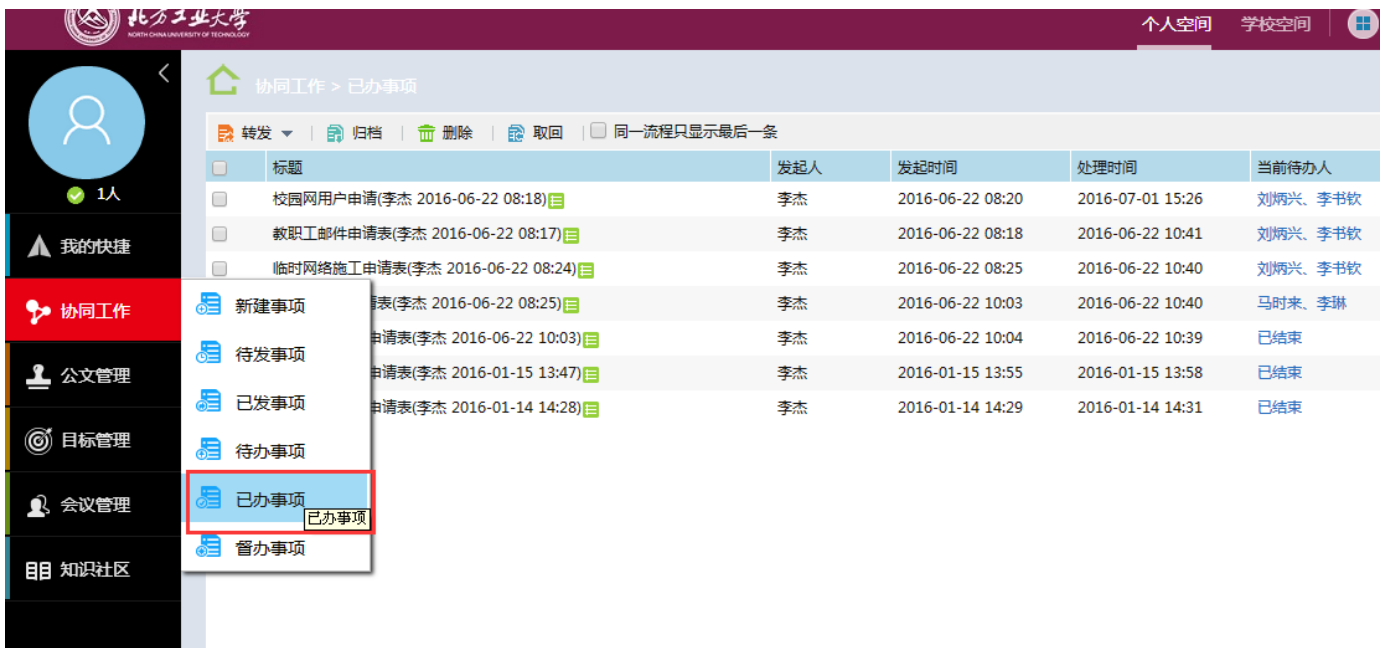 北方工业大学
NORTH CHINA UNIVERSITY OF TECHNOLOGY
个人空间 学校空间
协同工作 > 已办事项
转发 归档 删除 取回 同一流程只显示最后一条
标题 发起人 发起时间 处理时间 当前待办人
校园网用户申请(李杰 2016-06-22 08:18) 李杰 2016-06-22 08:20 2016-07-01 15:26 刘炳兴、李书钦
教职工邮件申请表(李杰 2016-06-22 08:17) 李杰 2016-06-22 08:18 2016-06-22 10:41 刘炳兴、李书钦
临时网络施工申请表(李杰 2016-06-22 08:24) 李杰 2016-06-22 08:25 2016-06-22 10:40 刘炳兴、李书钦
请表(李杰 2016-06-22 08:25) 李杰 2016-06-22 10:03 2016-06-22 10:40 马时来、李琳
申请表(李杰 2016-06-22 10:03) 李杰 2016-06-22 10:04 2016-06-22 10:39 已结束
申请表(李杰 2016-01-15 13:47) 李杰 2016-01-15 13:55 2016-01-15 13:58 已结束
申请表(李杰 2016-01-14 14:28) 李杰 2016-01-14 14:29 2016-01-14 14:31 已结束
1人
我的快捷
协同工作
公文管理
目标管理
会议管理
知识社区
新建事项
待发事项
已发事项
待办事项
已办事项
已办事项
督办事项